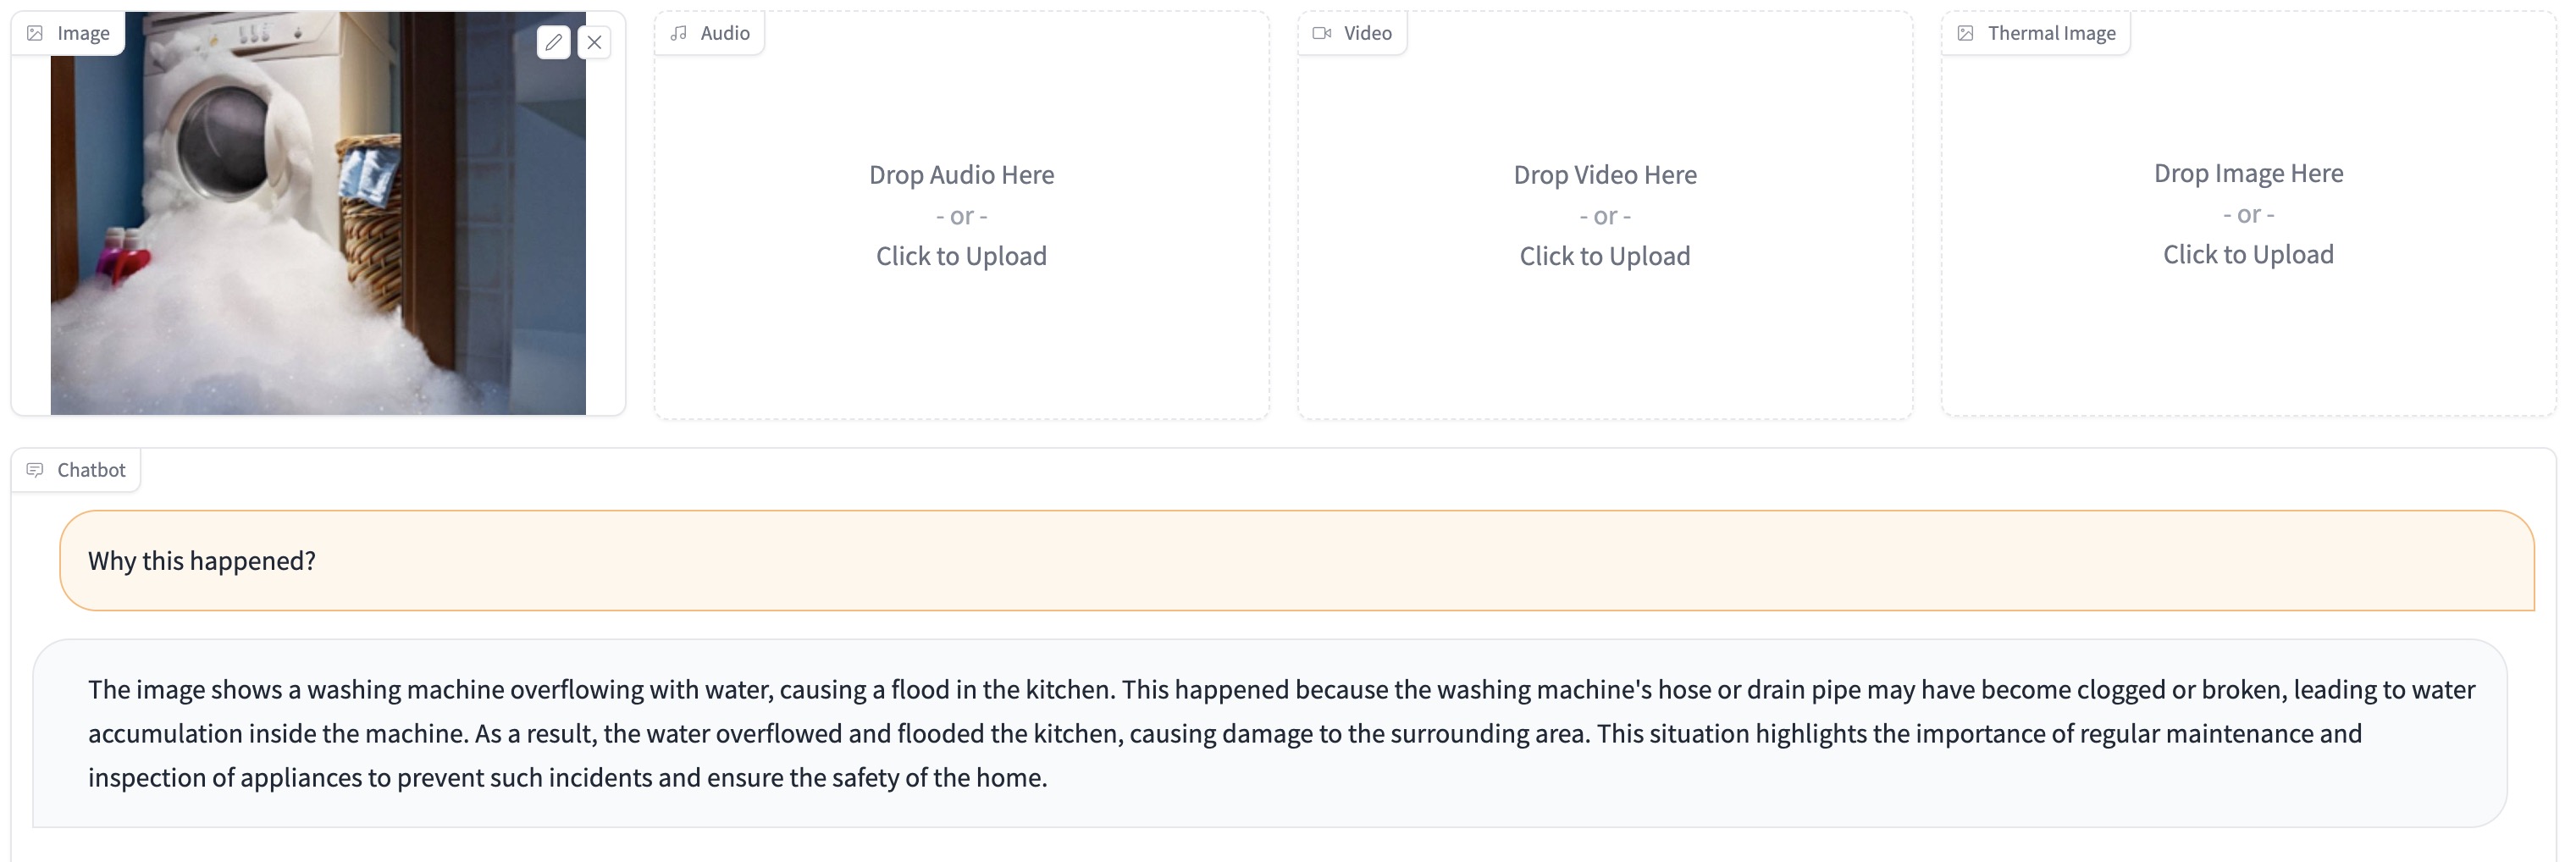 Image
Audio
Video
Thermal Image
Drop Audio Here
- or -
Click to Upload
Drop Video Here
- or -
Click to Upload
Drop Image Here
- or -
Click to Upload
Chatbot
Why this happened?
The image shows a washing machine overflowing with water, causing a flood in the kitchen. This happened because the washing machine's hose or drain pipe may have become clogged or broken, leading to water
accumulation inside the machine. As a result, the water overflowed and flooded the kitchen, causing damage to the surrounding area. This situation highlights the importance of regular maintenance and
inspection of appliances to prevent such incidents and ensure the safety of the home.